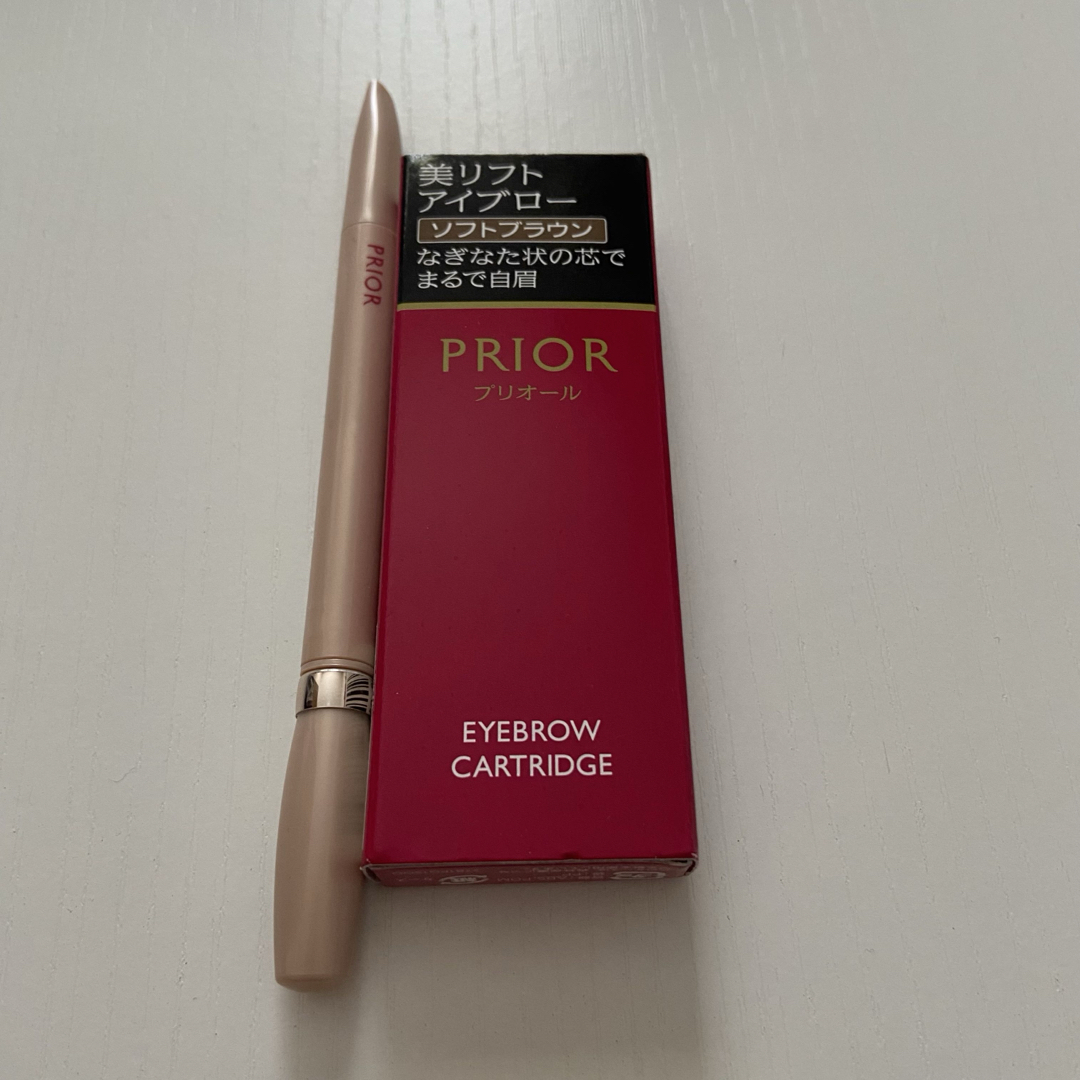 PRIOR
美リフト
アイブロー
ソフトブラウン
なぎなた状の芯で
まるで自眉
PRIOR
プリオール
EYEBROW
CARTRIDGE